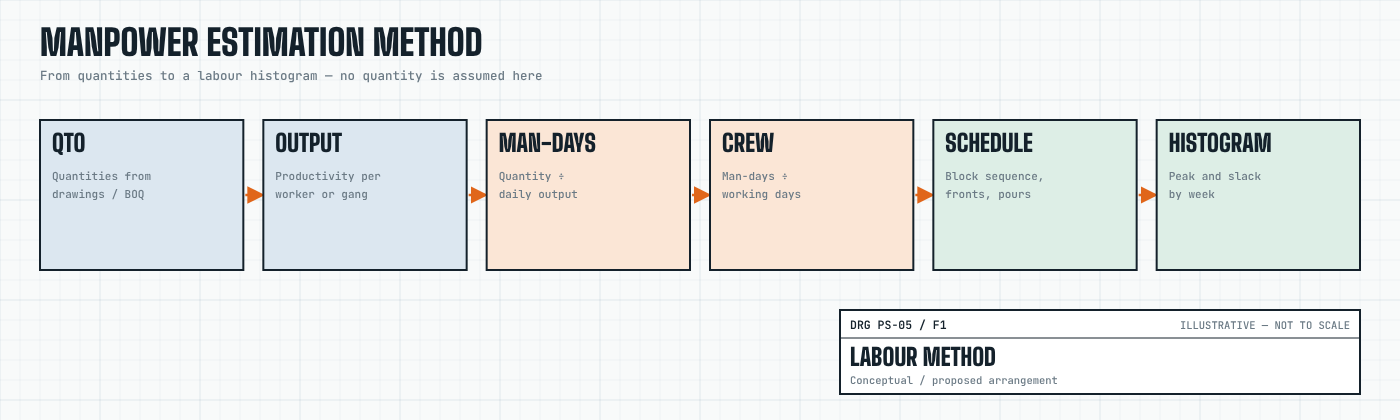 MANPOWER ESTIMATION METHOD
From quantities to a labour histogram — no quantity is assumed here
QTO
Quantities from
drawings / BOQ
OUTPUT
Productivity per
worker or gang
MAN-DAYS
Quantity ÷
daily output
CREW
Man-days ÷
working days
SCHEDULE
Block sequence,
fronts, pours
HISTOGRAM
Peak and slack
by week
DRG PS-05 / F1
ILLUSTRATIVE — NOT TO SCALE
LABOUR METHOD
Conceptual / proposed arrangement